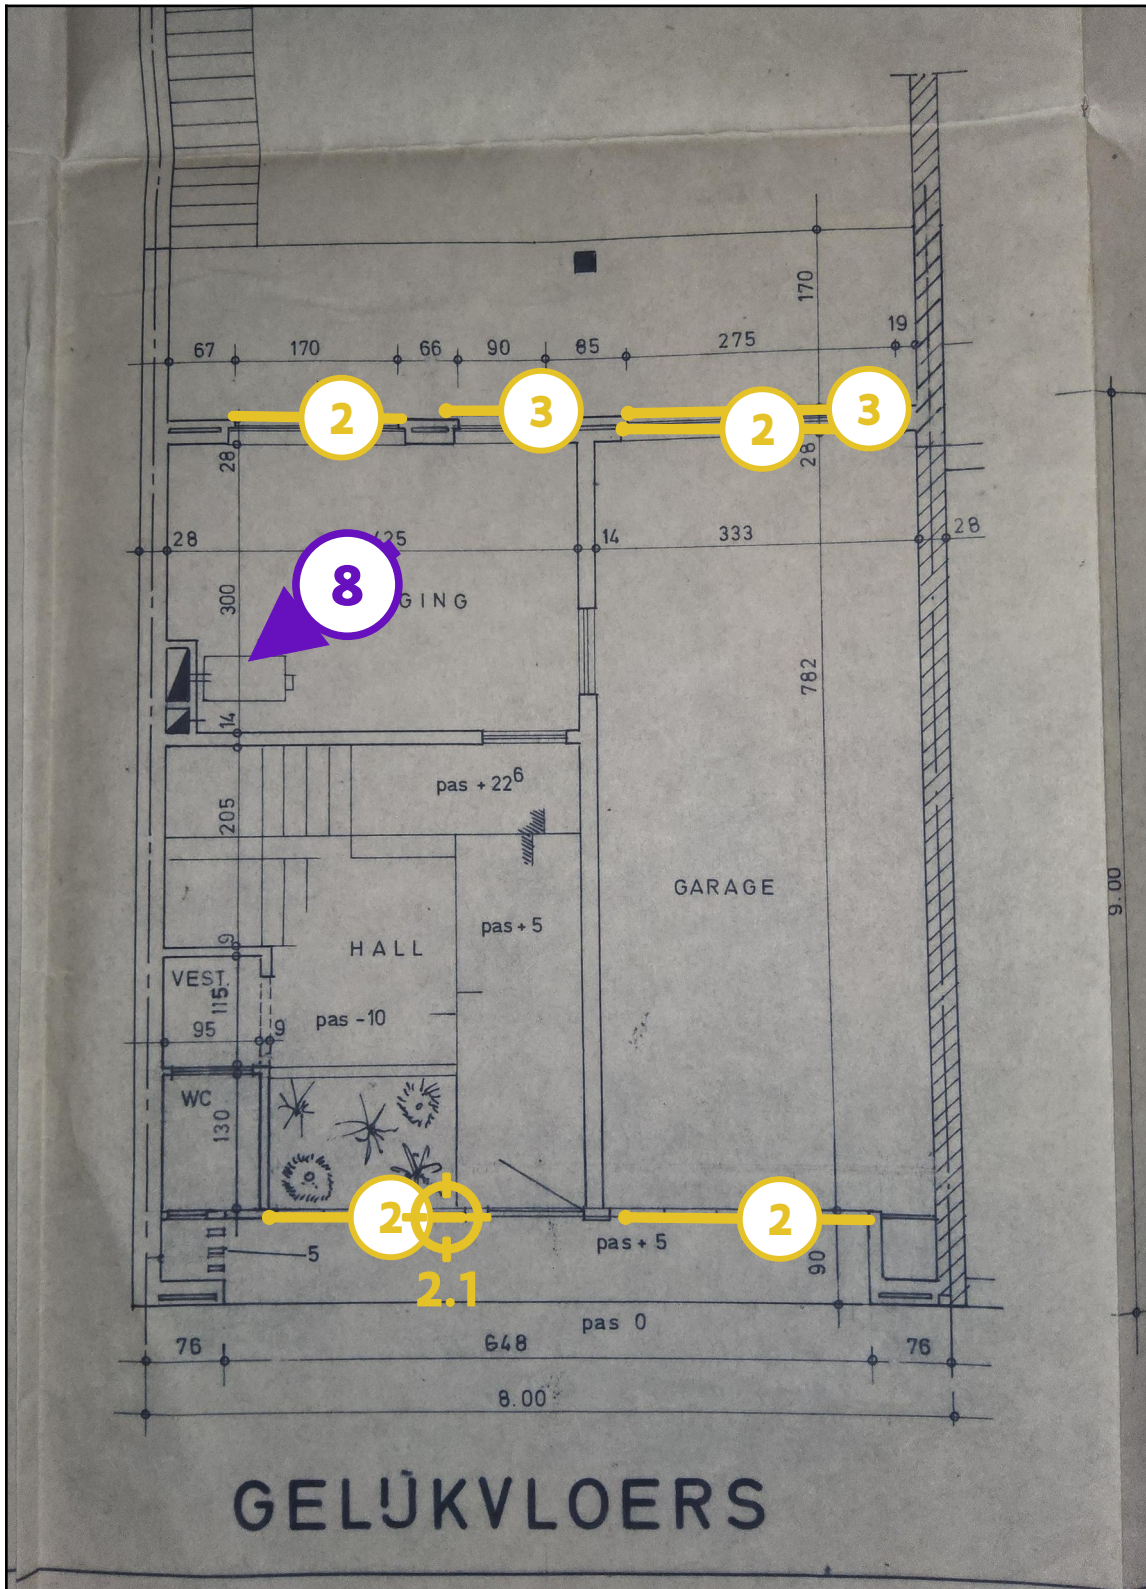 170
19
67 170 66 90 85 275
2 3 2 3
28 28
28 425 14 333 28
8
300 GING
782
14
pas + 22⁶
205
GARAGE
9.00
pas + 5
9 HALL
VEST.
115
95 9 pas -10
WC
130
2 2
pas + 5
5 90
2.1
pas 0
76 648 76
8.00
GELIJKVLOERS